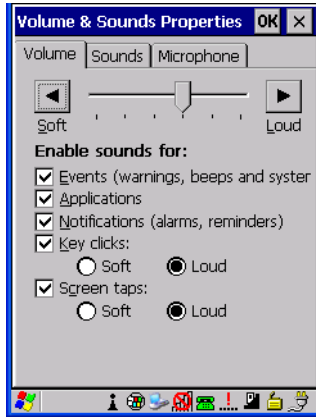 Volume & Sounds Properties OK
Volume Sounds Microphone
Soft Loud
Enable sounds for:
Events (warnings, beeps and syster
Applications
Notifications (alarms, reminders)
Key clicks:
Soft Loud
Screen taps:
Soft Loud